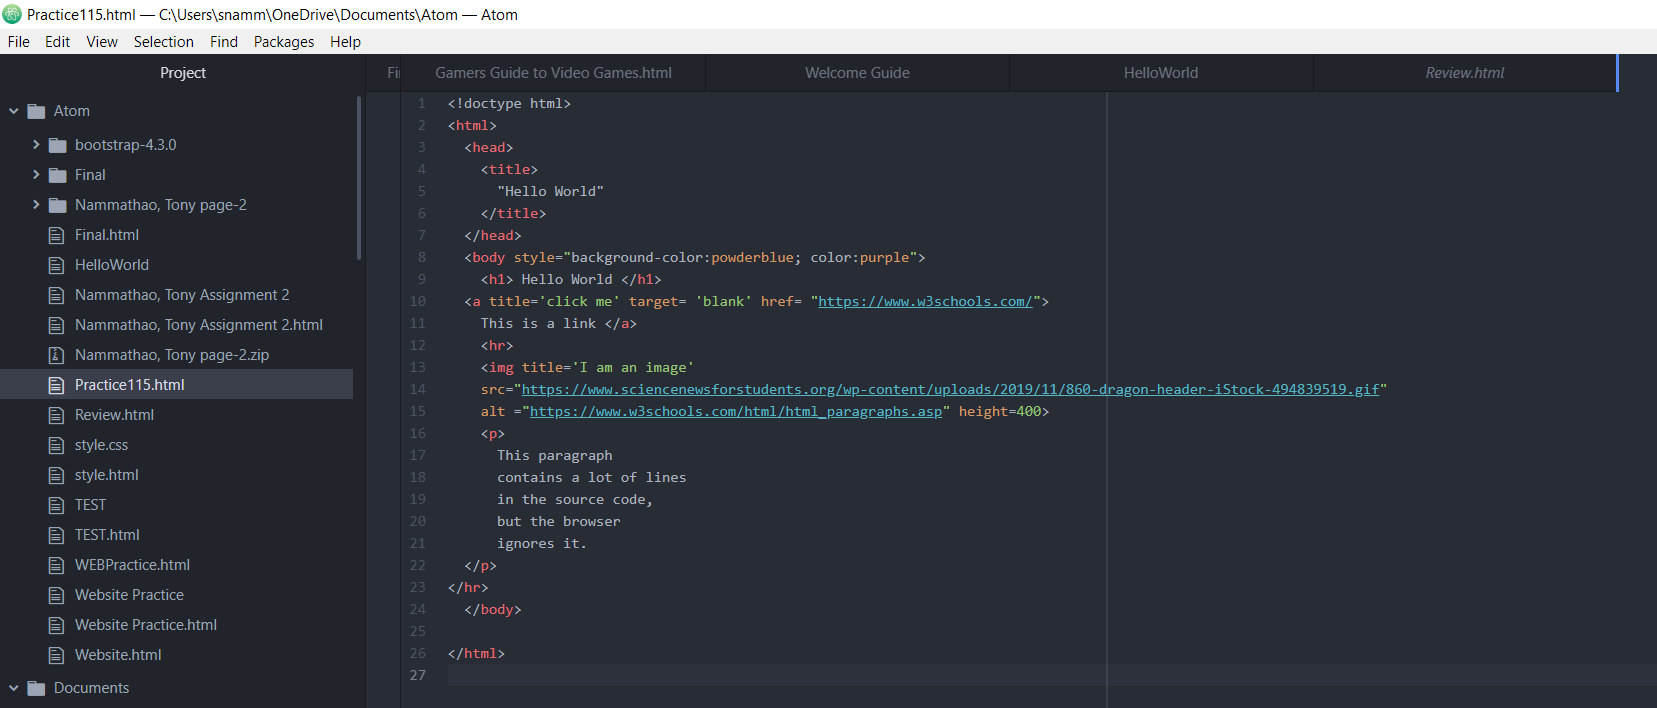 Practice115.html — C:\Users\snamm\OneDrive\Documents\Atom — Atom
File Edit View Selection Find Packages Help
Project
Atom
bootstrap-4.3.0
Final
Nammathao, Tony page-2
Final.html
HelloWorld
Nammathao, Tony Assignment 2
Nammathao, Tony Assignment 2.html
Nammathao, Tony page-2.zip
Practice115.html
Review.html
style.css
style.html
TEST
TEST.html
WEBPractice.html
Website Practice
Website Practice.html
Website.html
Documents
Fi Gamers Guide to Video Games.html Welcome Guide HelloWorld Review.html
1 <!doctype html>
2 <html>
3 <head>
4 <title>
5 "Hello World"
6 </title>
7 </head>
8 <body style="background-color:powderblue; color:purple">
9 <h1> Hello World </h1>
10 <a title='click me' target= 'blank' href= "https://www.w3schools.com/">
11 This is a link </a>
12 <hr>
13 <img title='I am an image'
14 src="https://www.sciencenewsforstudents.org/wp-content/uploads/2019/11/860-dragon-header-iStock-494839519.gif"
15 alt ="https://www.w3schools.com/html/html_paragraphs.asp" height=400>
16 <p>
17 This paragraph
18 contains a lot of lines
19 in the source code,
20 but the browser
21 ignores it.
22 </p>
23 </hr>
24 </body>
25
26 </html>
27